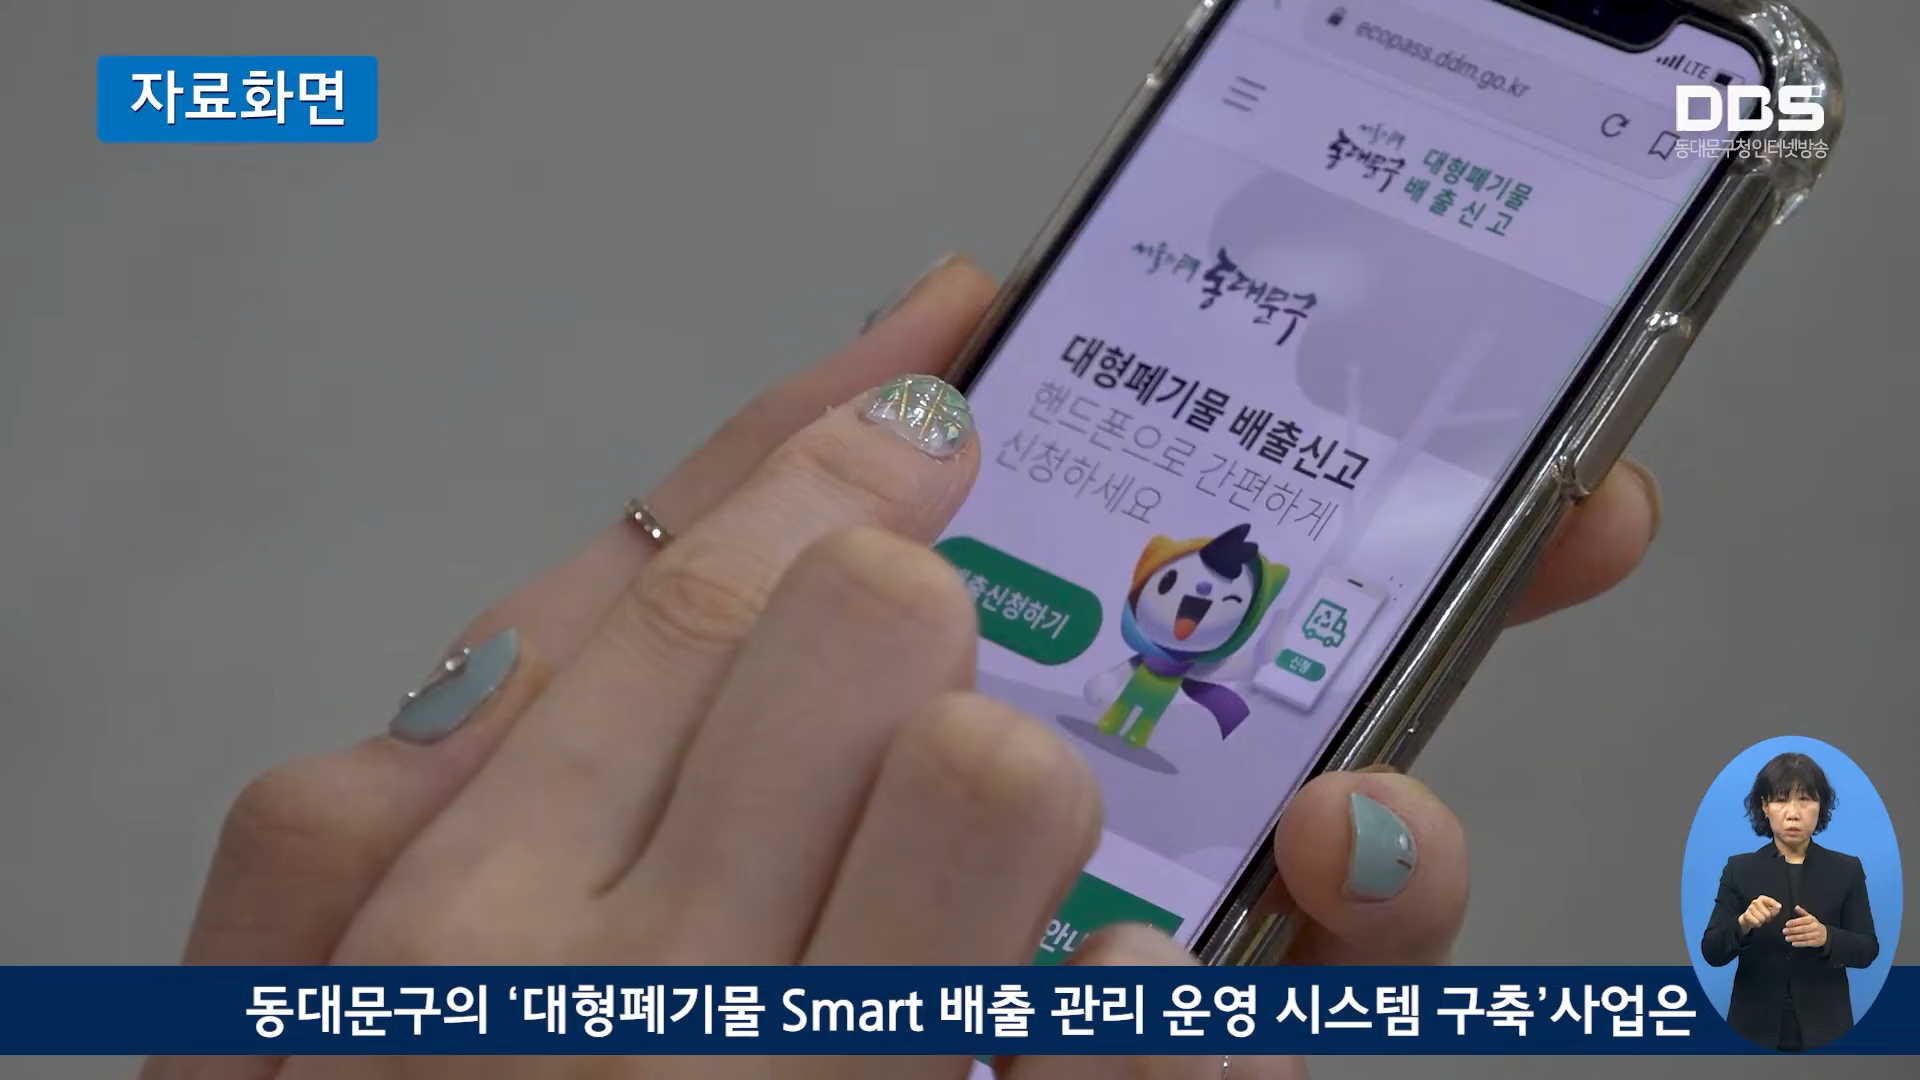 자료화면
DBS
동대문구청인터넷방송
ecopass.ddm.go.kr
LTE
동대문구
대형폐기물
배출신고
동대문구
대형폐기물 배출신고
핸드폰으로 간편하게
신청하세요
출신청하기
신청
동대문구의 ‘대형폐기물 Smart 배출 관리 운영 시스템 구축’사업은